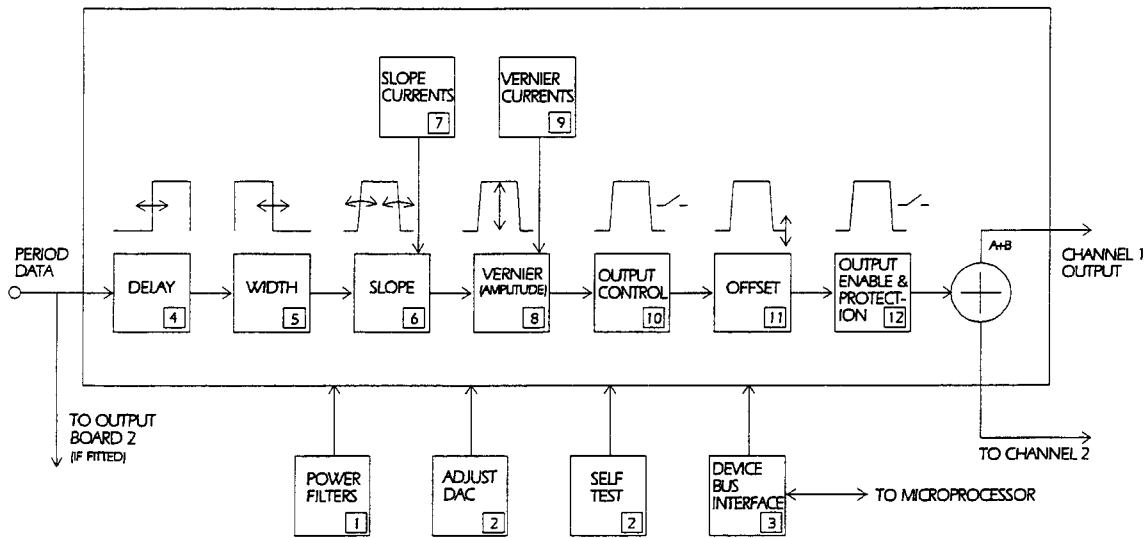 SLOPE
CURRENTS
7
VERNIER
CURRENTS
9
PERIOD
DATA
DELAY
4
WIDTH
5
SLOPE
6
VERNIER
(AMPLITUDE)
8
OUTPUT
CONTROL
10
OFFSET
11
OUTPUT
ENABLE &
PROTECT-
ION
12
A+B
CHANNEL 1
OUTPUT
TO OUTPUT
BOARD 2
(IF FITTED)
TO CHANNEL 2
POWER
FILTERS
1
ADJUST
DAC
2
SELF
TEST
2
DEVICE
BUS
INTERFACE
3
TO MICROPROCESSOR